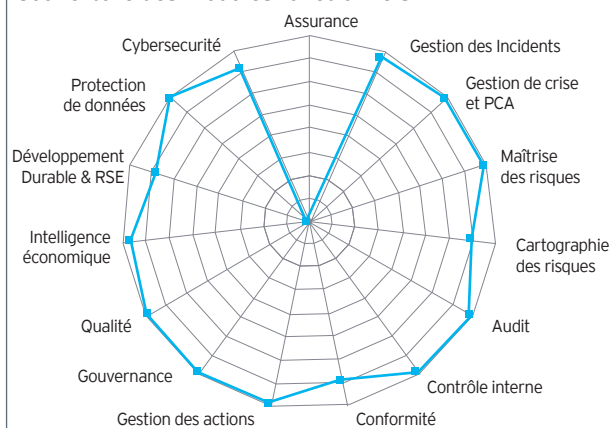 Assurance
Cybersecurité
Gestion des Incidents
Protection
de données
Gestion de crise
et PCA
Développement
Durable & RSE
Maîtrise
des risques
Intelligence
économique
Cartographie
des risques
Qualité
Audit
Gouvernance
Contrôle interne
Gestion des actions
Conformité